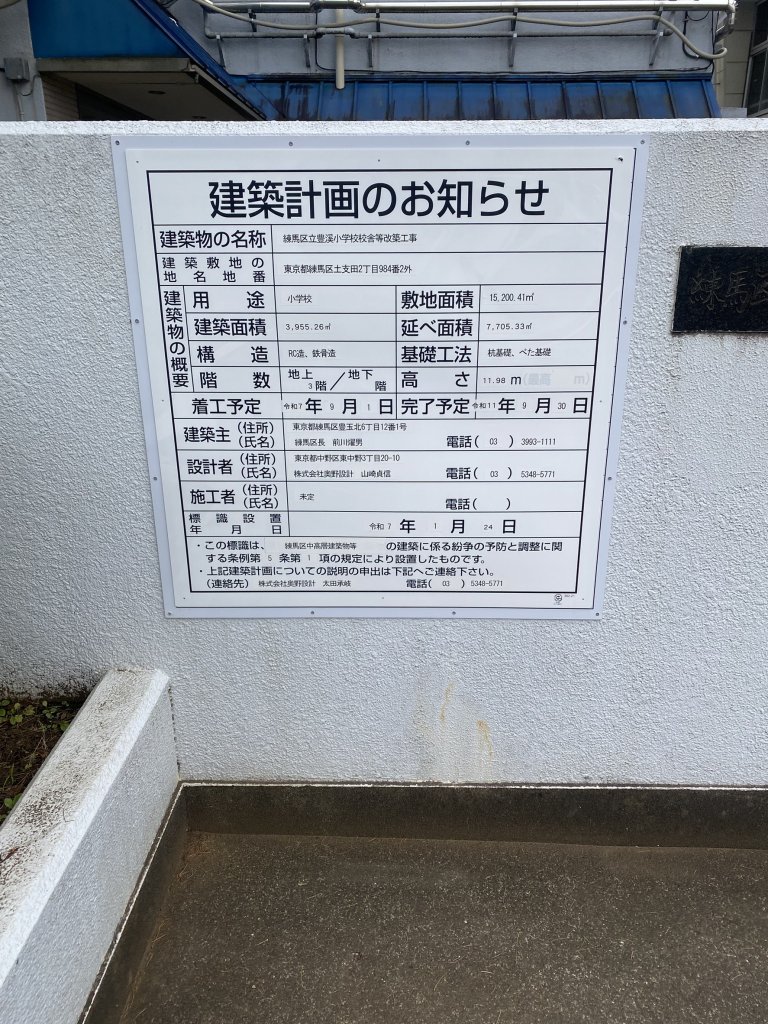 建築計画のお知らせ
建築物の名称 練馬区立豊溪小学校校舎等改築工事
建築敷地の地名地番 東京都練馬区土支田2丁目984番2外
建築物の概要
用途 小学校 敷地面積 15,200.41㎡
建築面積 3,955.26㎡ 延べ面積 7,705.33㎡
構造 RC造、鉄骨造 基礎工法 杭基礎、べた基礎
階数 地上3階/地下 階 高さ 11.98 m(最高 m)
着工予定 令和7年9月1日 完了予定 令和11年9月30日
建築主(住所) 東京都練馬区豊玉北6丁目12番1号
(氏名) 練馬区長 前川燿男 電話(03)3993-1111
設計者(住所) 東京都中野区東中野3丁目20-10
(氏名) 株式会社奥野設計 山崎貞信 電話(03)5348-5771
施工者(住所)(氏名) 未定 電話( )
標識設置年月日 令和7年1月24日
・この標識は、練馬区中高層建築物等の建築に係る紛争の予防と調整に関
する条例第5条第1項の規定により設置したものです。
・上記建築計画についての説明の申出は下記へご連絡下さい。
(連絡先) 株式会社奥野設計 太田承岐 電話(03)5348-5771
練馬区